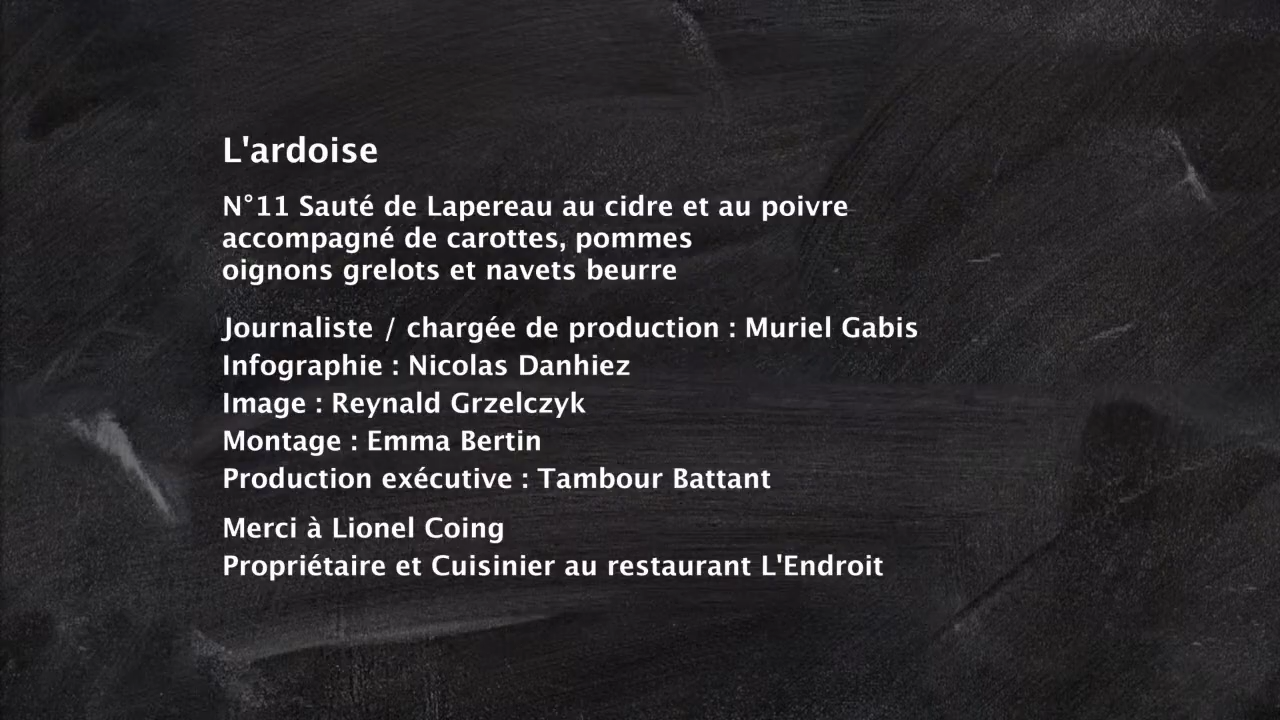 L'ardoise
N°11 Sauté de Lapereau au cidre et au poivre
accompagné de carottes, pommes
oignons grelots et navets beurre
Journaliste / chargée de production : Muriel Gabis
Infographie : Nicolas Danhiez
Image : Reynald Grzelczyk
Montage : Emma Bertin
Production exécutive : Tambour Battant
Merci à Lionel Coing
Propriétaire et Cuisinier au restaurant L'Endroit